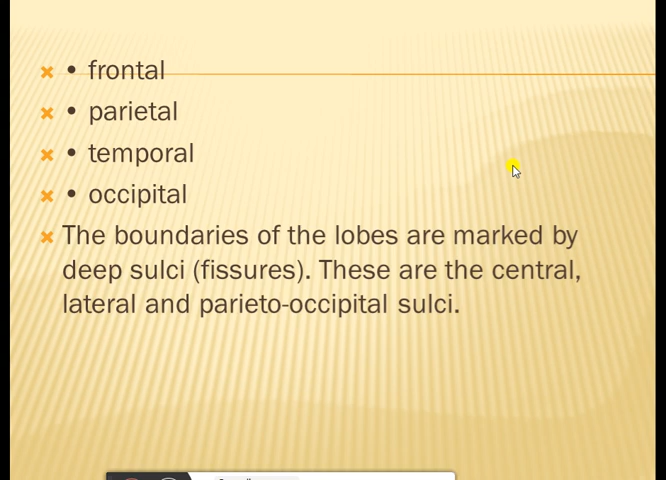 • frontal
• parietal
• temporal
• occipital
The boundaries of the lobes are marked by
deep sulci (fissures). These are the central,
lateral and parieto-occipital sulci.